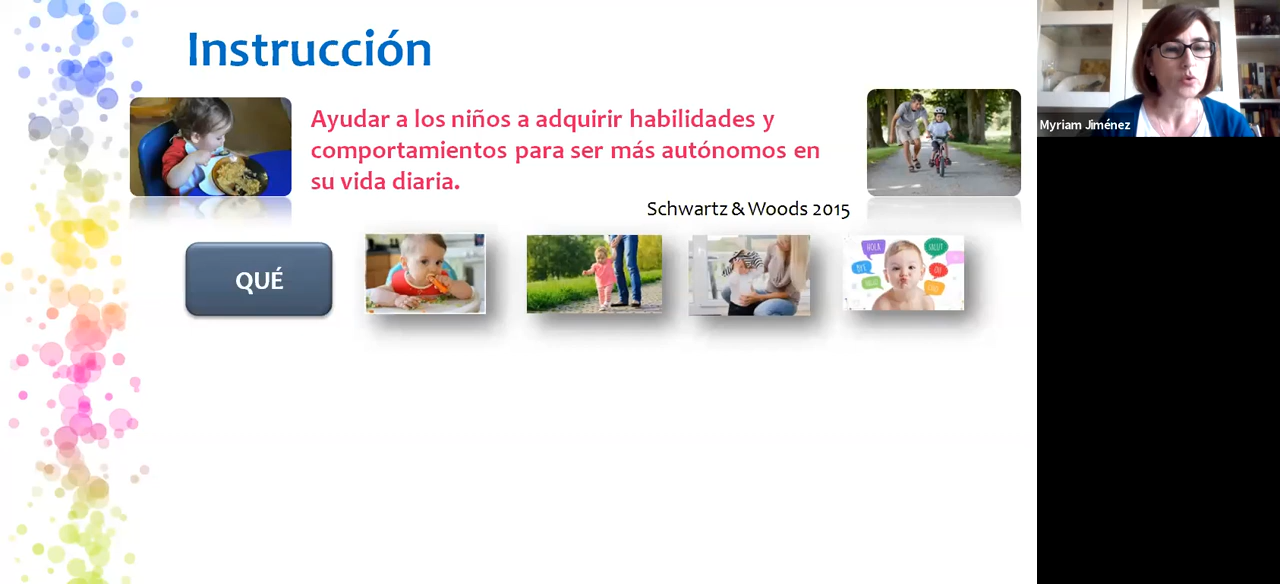 Instrucción
Ayudar a los niños a adquirir habilidades y
comportamientos para ser más autónomos en
su vida diaria.
Schwartz & Woods 2015
QUÉ
HOLA
SALUT
BYE
Myriam Jiménez